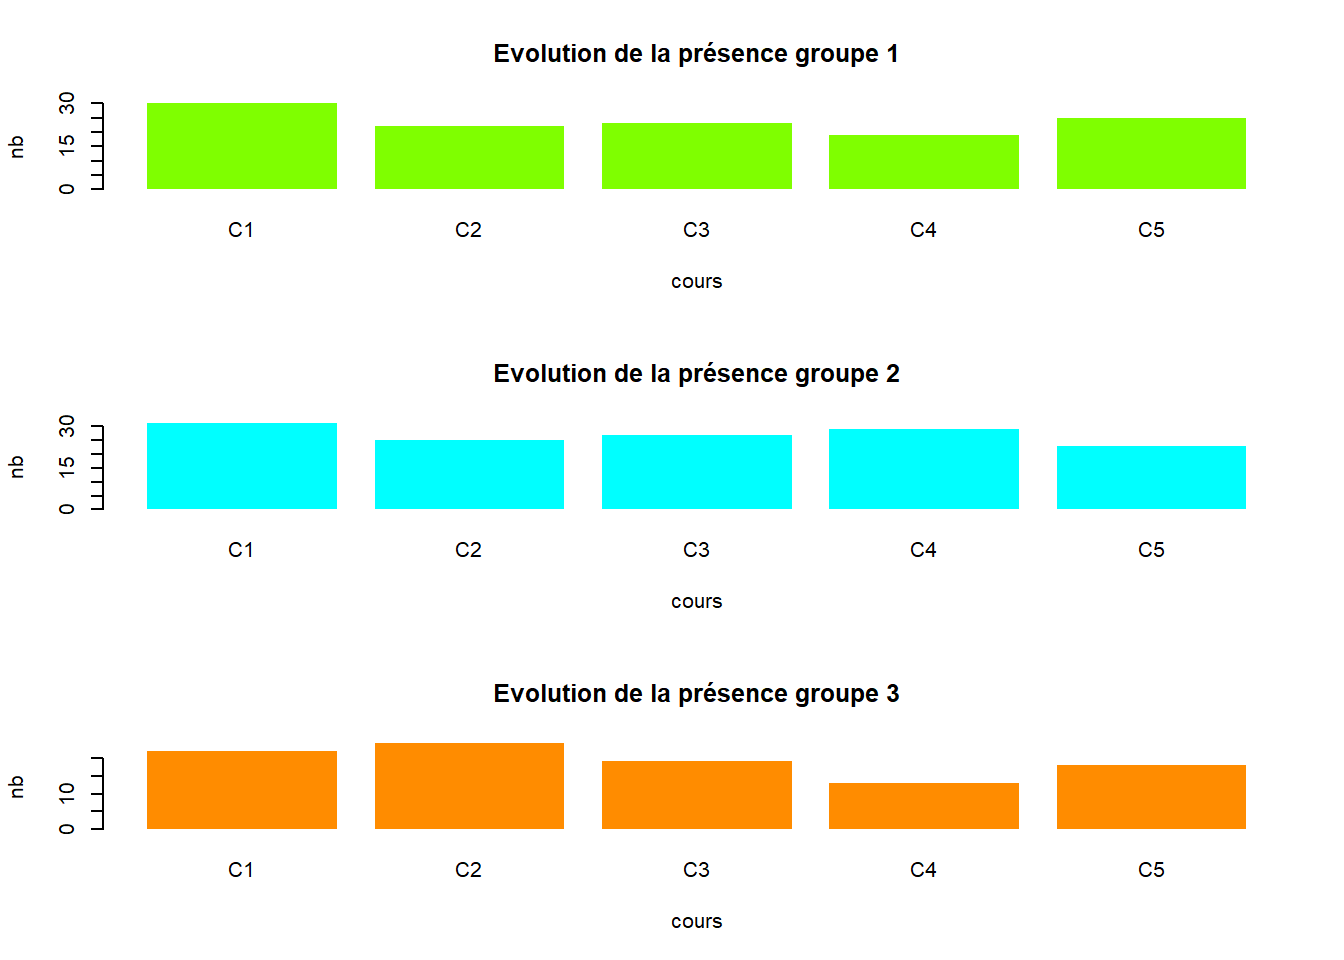 Evolution de la présence groupe 1
nb
30
15
0
C1 C2 C3 C4 C5
cours
Evolution de la présence groupe 2
nb
30
15
0
C1 C2 C3 C4 C5
cours
Evolution de la présence groupe 3
nb
10
0
C1 C2 C3 C4 C5
cours